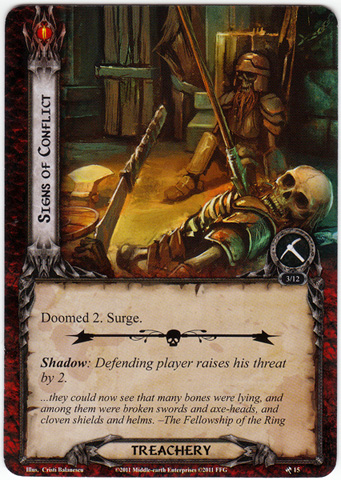 SIGNS OF CONFLICT
3/12
Doomed 2. Surge.
Shadow: Defending player raises his threat
by 2.
...they could now see that many bones were lying, and
among them were broken swords and axe-heads, and
cloven shields and helms. –The Fellowship of the Ring
TREACHERY
Illus. Cristi Balanescu
©2011 Middle-earth Enterprises ©2011 FFG
15